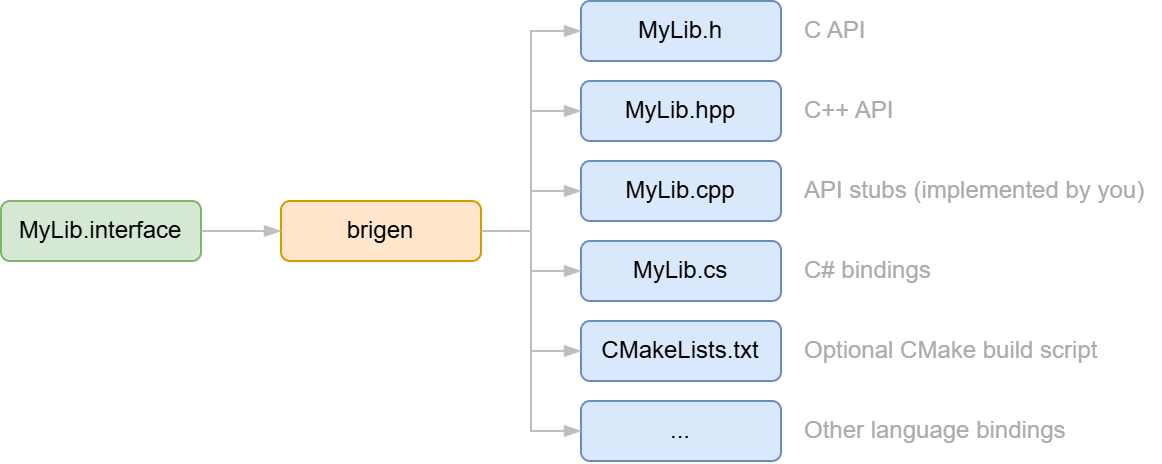 MyLib.interface
brigen
MyLib.h C API
MyLib.hpp C++ API
MyLib.cpp API stubs (implemented by you)
MyLib.cs C# bindings
CMakeLists.txt Optional CMake build script
... Other language bindings